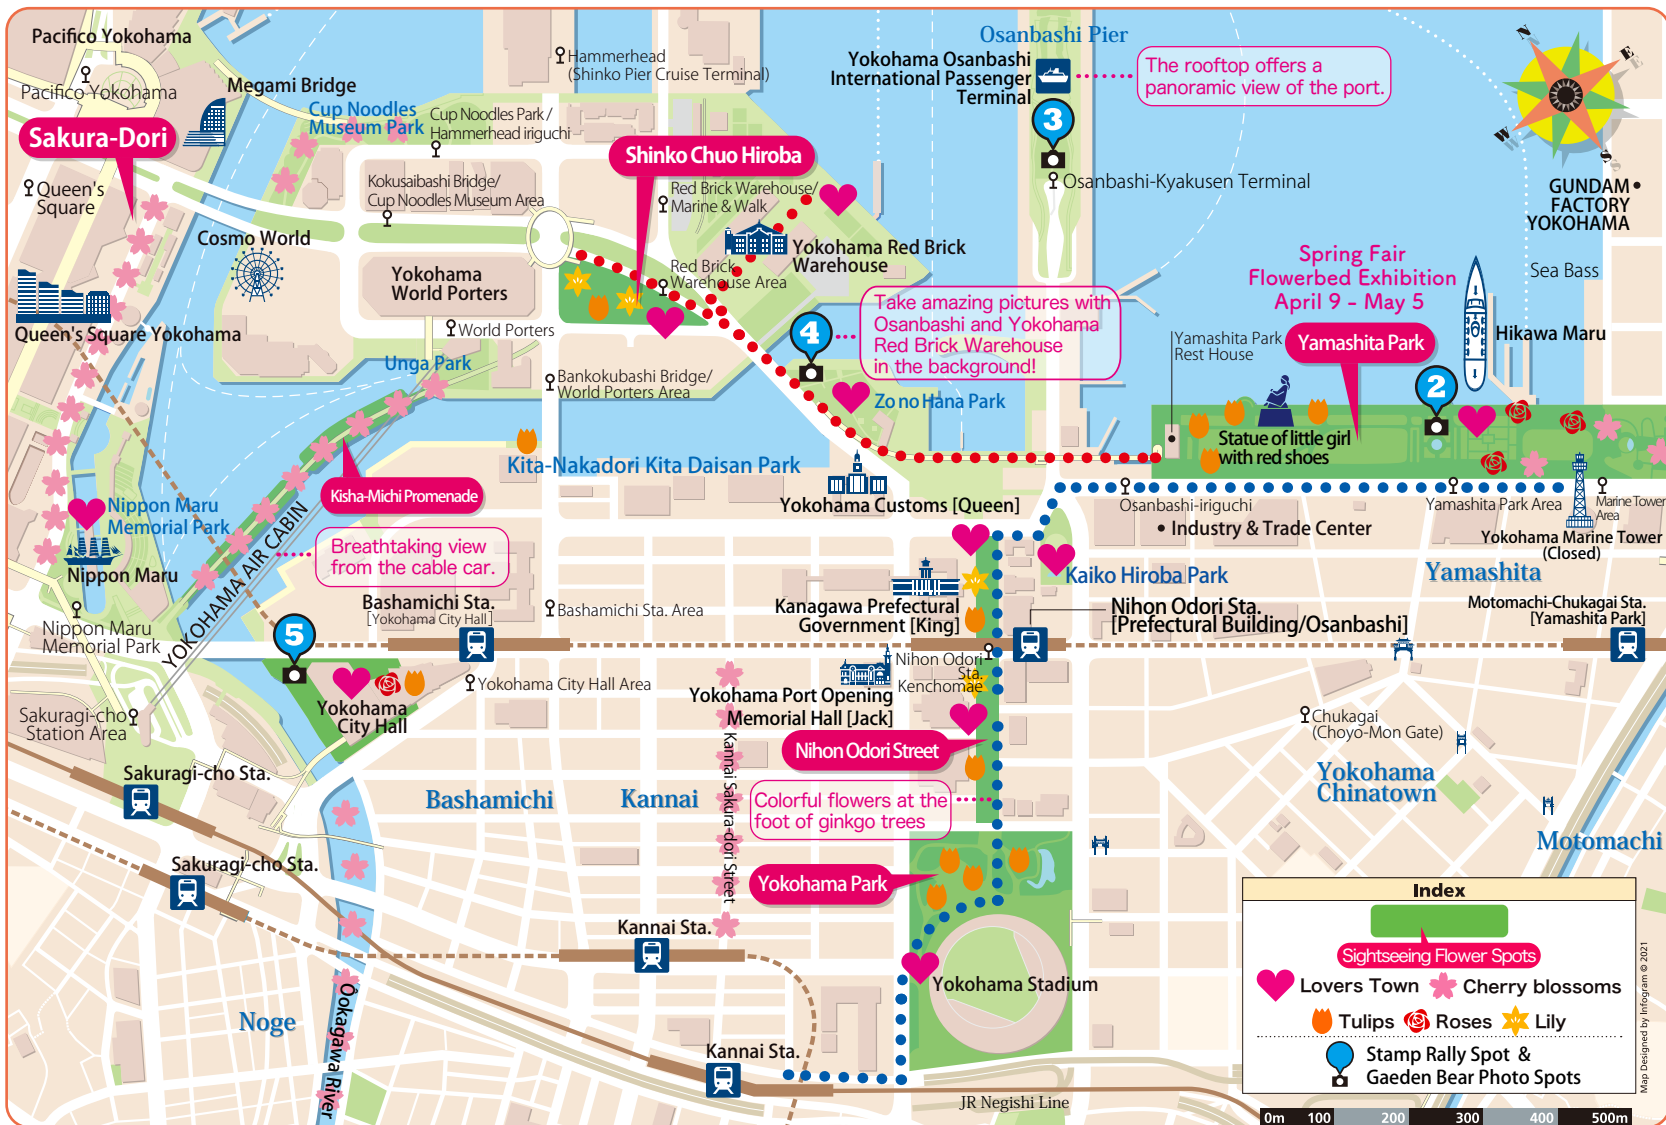 Pacifico Yokohama
Pacifico Yokohama
Megami Bridge
Cup Noodles
Museum Park
Cup Noodles Park/
Hammerhead iriguchi
Hammerhead
(Shinko Pier Cruise Terminal)
Osanbashi Pier
Yokohama Osanbashi
International Passenger
Terminal
The rooftop offers a
panoramic view of the port.
3
Osanbashi-Kyakusen Terminal
N
E
W
S
GUNDAM
FACTORY
YOKOHAMA
Sakura-Dori
Queen's
Square
Kokusaibashi Bridge/
Cup Noodles Museum Area
Shinko Chuo Hiroba
Red Brick Warehouse/
Marine & Walk
Yokohama Red Brick
Warehouse
Red Brick
Warehouse Area
Cosmo World
Yokohama
World Porters
World Porters
Queen's Square Yokohama
Unga Park
Bankokubashi Bridge/
World Porters Area
4
Take amazing pictures with
Osanbashi and Yokohama
Red Brick Warehouse
in the background!
Zo no Hana Park
Spring Fair
Flowerbed Exhibition
April 9 - May 5
Sea Bass
Hikawa Maru
Yamashita Park
Rest House
Yamashita Park
2
Statue of little girl
with red shoes
Kita-Nakadori Kita Daisan Park
Kisha-Michi Promenade
Yokohama Customs [Queen]
Osanbashi-iriguchi
Yamashita Park Area
Marine Tower
Area
Industry & Trade Center
Yokohama Marine Tower
(Closed)
Yamashita
Nippon Maru
Memorial Park
Nippon Maru
Nippon Maru
Memorial Park
YOKOHAMA AIR CABIN
Breathtaking view
from the cable car.
Bashamichi Sta.
[Yokohama City Hall]
Bashamichi Sta. Area
Kanagawa Prefectural
Government [King]
Kaiko Hiroba Park
Nihon Odori Sta.
[Prefectural Building/Osanbashi]
Motomachi-Chukagai Sta.
[Yamashita Park]
5
Yokohama
City Hall
Yokohama City Hall Area
Nihon Odori
Sta.
Kenchomae
Yokohama Port Opening
Memorial Hall [Jack]
Nihon Odori Street
Sakuragi-cho
Station Area
Sakuragi-cho Sta.
Sakuragi-cho Sta.
Bashamichi
Kannai
Kannai Sakura-dori Street
Colorful flowers at the
foot of ginkgo trees
Yokohama Park
Chukagai
(Choyo-Mon Gate)
Yokohama
Chinatown
Motomachi
Kannai Sta.
Yokohama Stadium
Noge
Ōokagawa River
Kannai Sta.
JR Negishi Line
Index
Sightseeing Flower Spots
Lovers Town
Cherry blossoms
Tulips
Roses
Lily
Stamp Rally Spot &
Gaeden Bear Photo Spots
0m 100 200 300 400 500m
Map Designed by Infogram © 2021